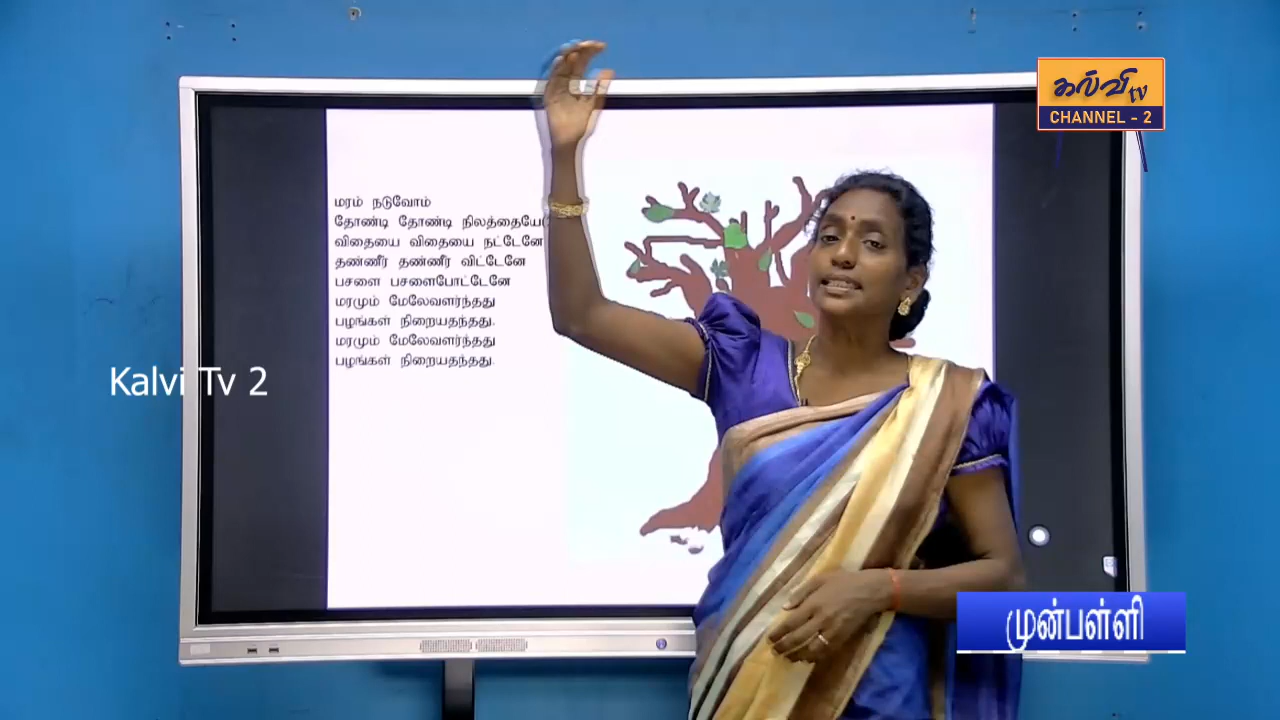 கல்வி TV
CHANNEL - 2
மரம் நடுவோம்
தோண்டி தோண்டி
விதையை விதையை நட்டேனே
தண்ணீர் தண்ணீர் விட்டேனே
பசளை பசளைபோட்டேனே
மரமும் மேலேவளர்ந்தது
பழங்கள் நிறையதந்தது.
மரமும் மேலேவளர்ந்தது
பழங்கள் நிறையதந்தது.
Kalvi Tv 2
முன்பள்ளி